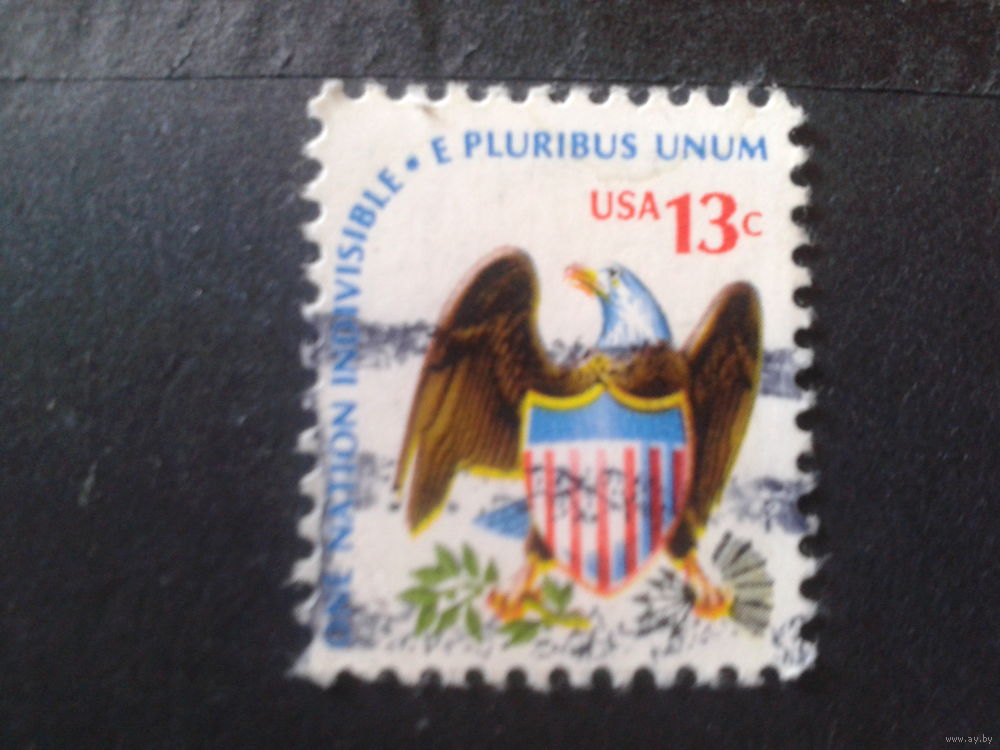 ONE NATION INDIVISIBLE • E PLURIBUS UNUM
USA 13c
www.ay.by